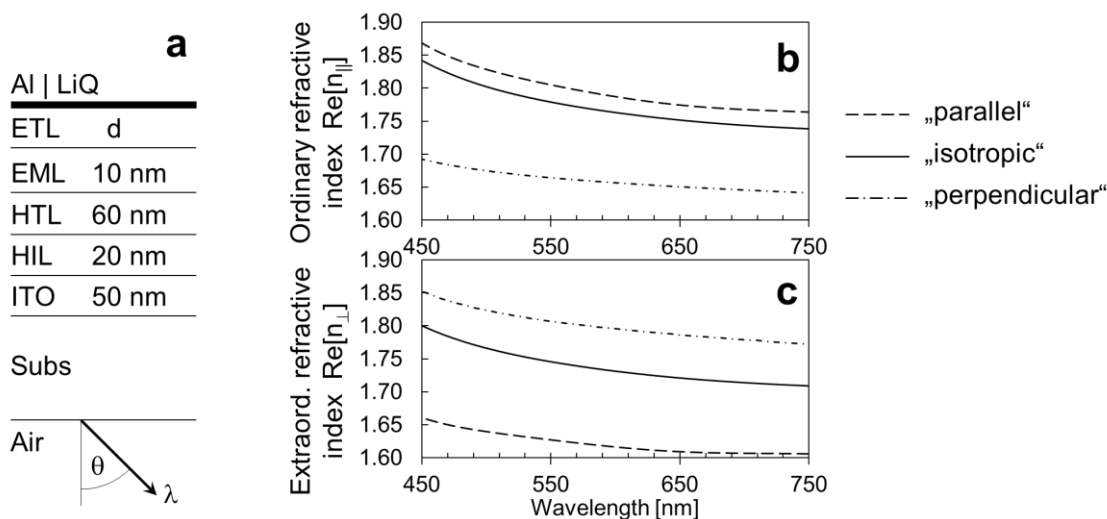 a
Al | LiQ
ETL d
EML 10 nm
HTL 60 nm
HIL 20 nm
ITO 50 nm
Subs
Air
θ
λ
b
Ordinary refractive
index Re[n||]
1.90
1.85
1.80
1.75
1.70
1.65
1.60
450 550 650 750
c
Extraord. refractive
index Re[n⊥]
1.90
1.85
1.80
1.75
1.70
1.65
1.60
450 550 650 750
Wavelength [nm]
„parallel“
„isotropic“
„perpendicular“